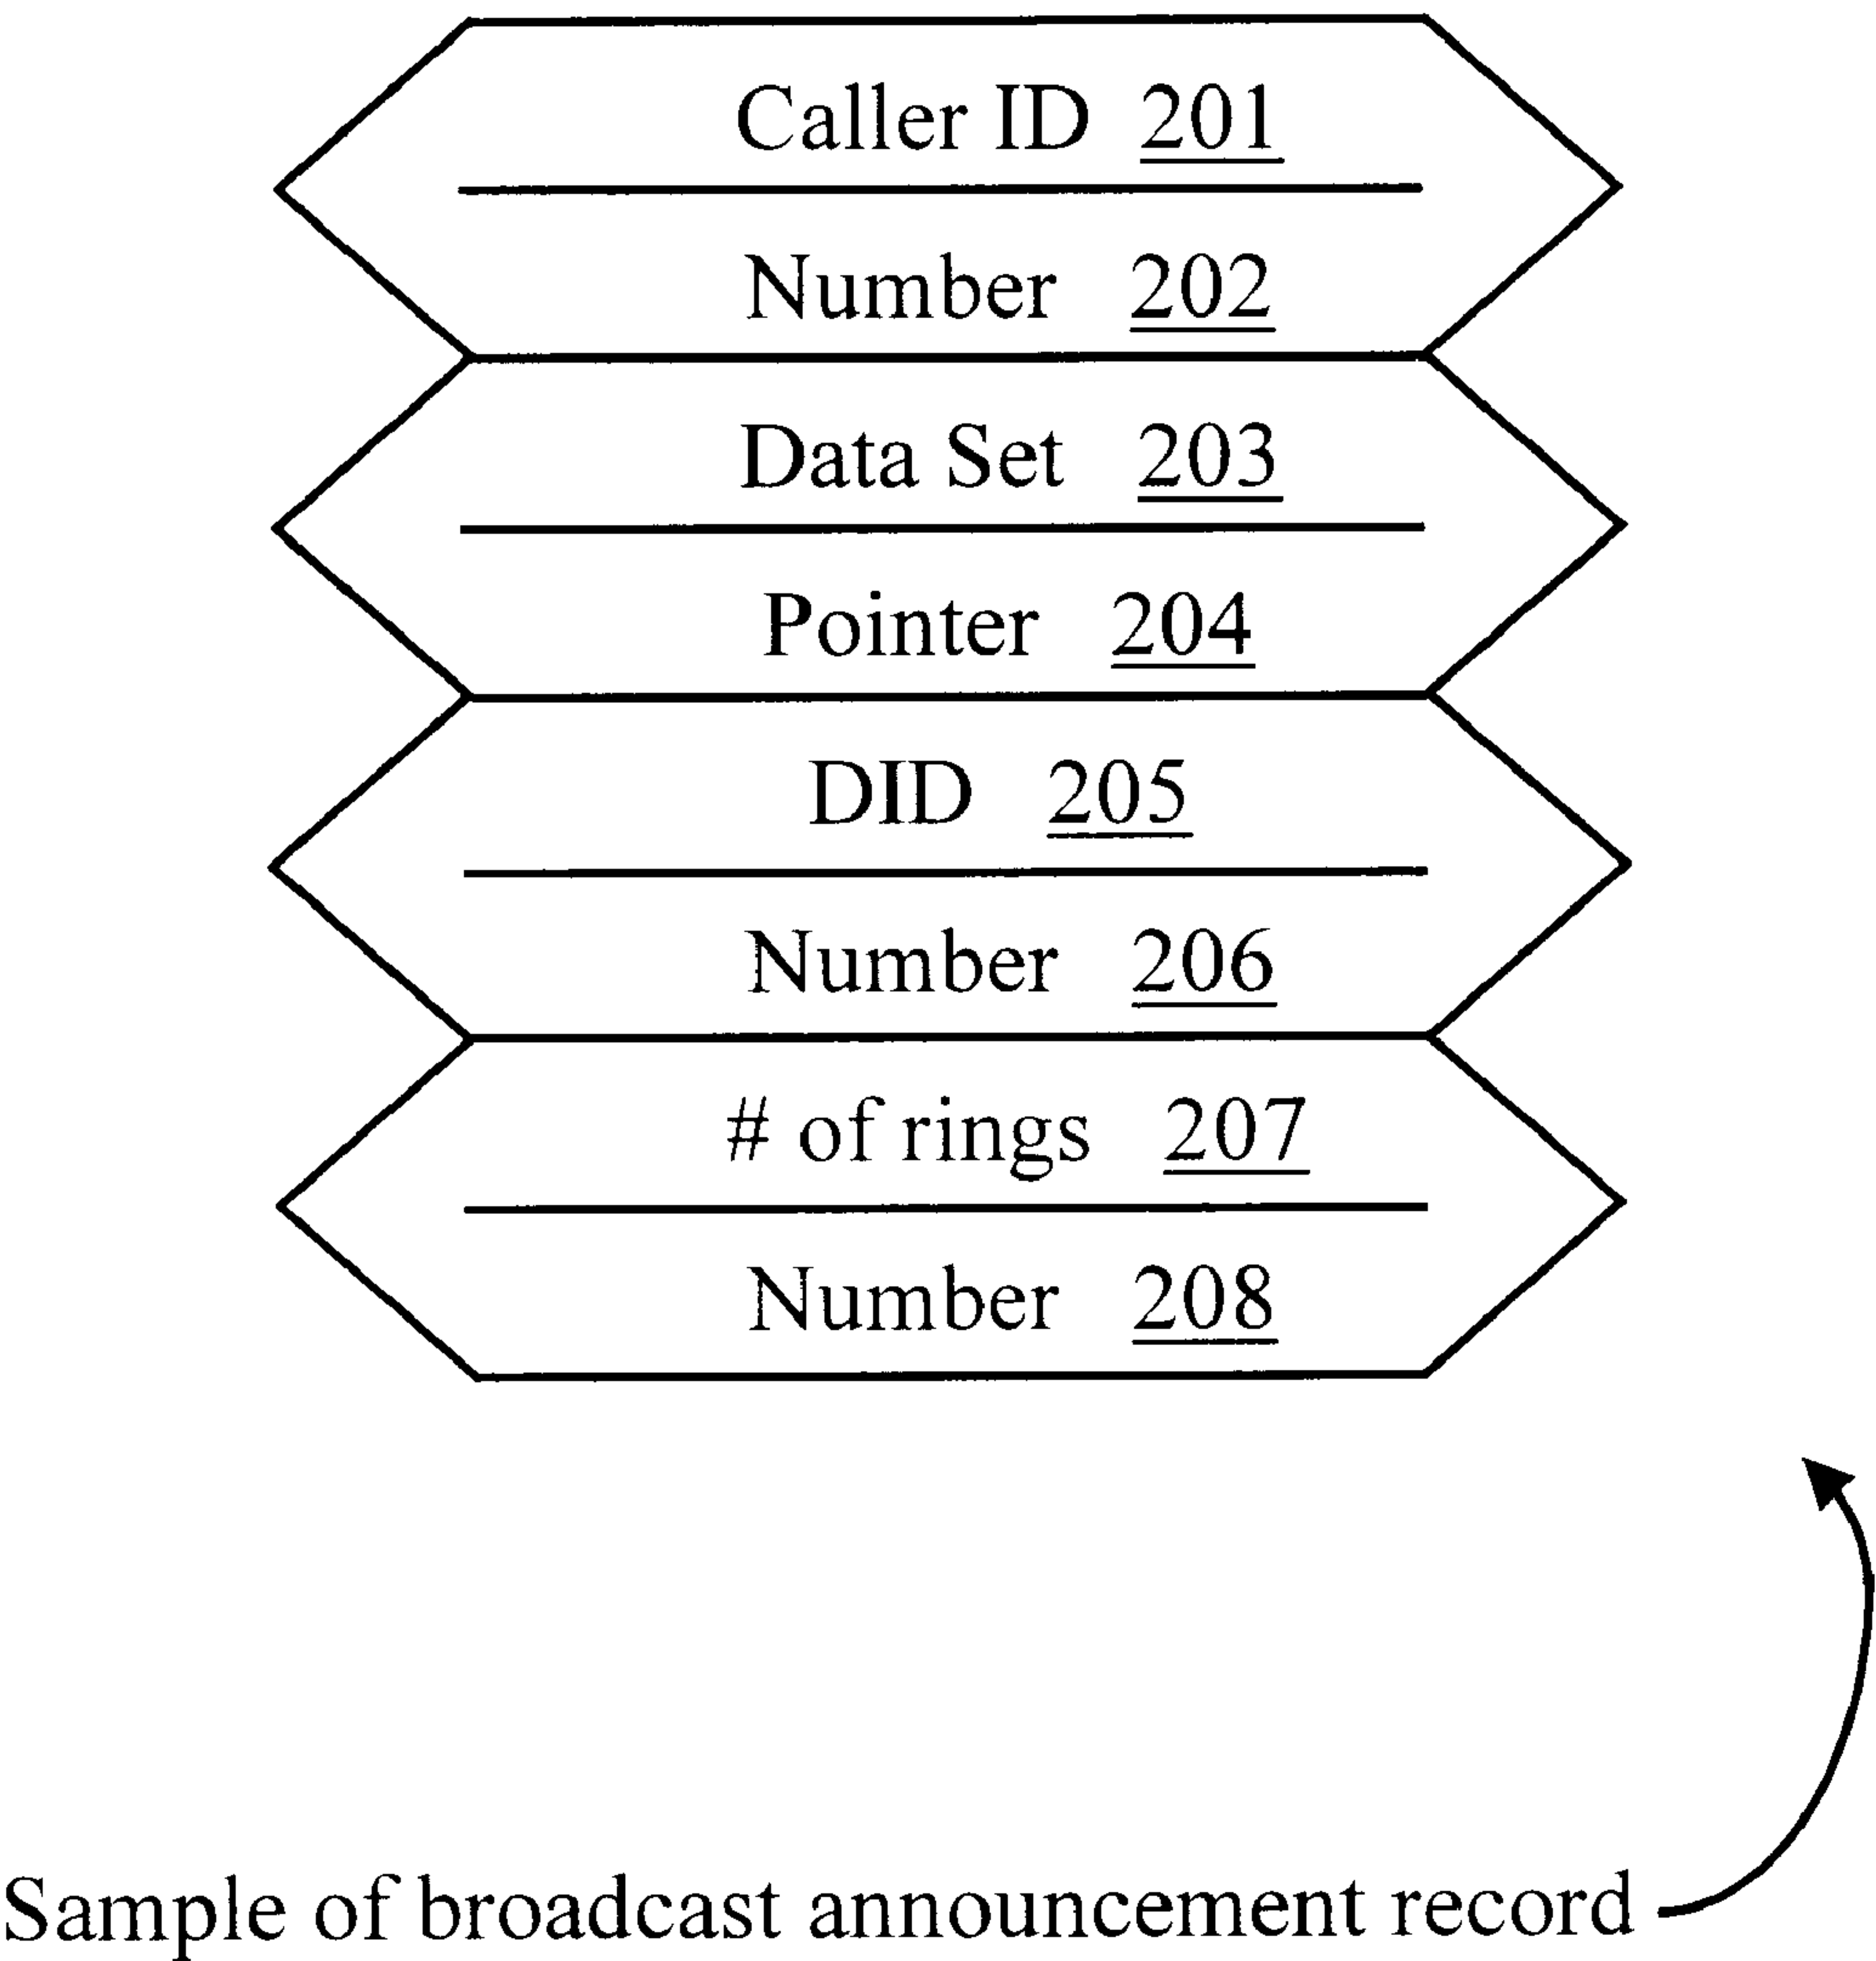 Caller ID 201
Number 202
Data Set 203
Pointer 204
DID 205
Number 206
# of rings 207
Number 208
Sample of broadcast announcement record